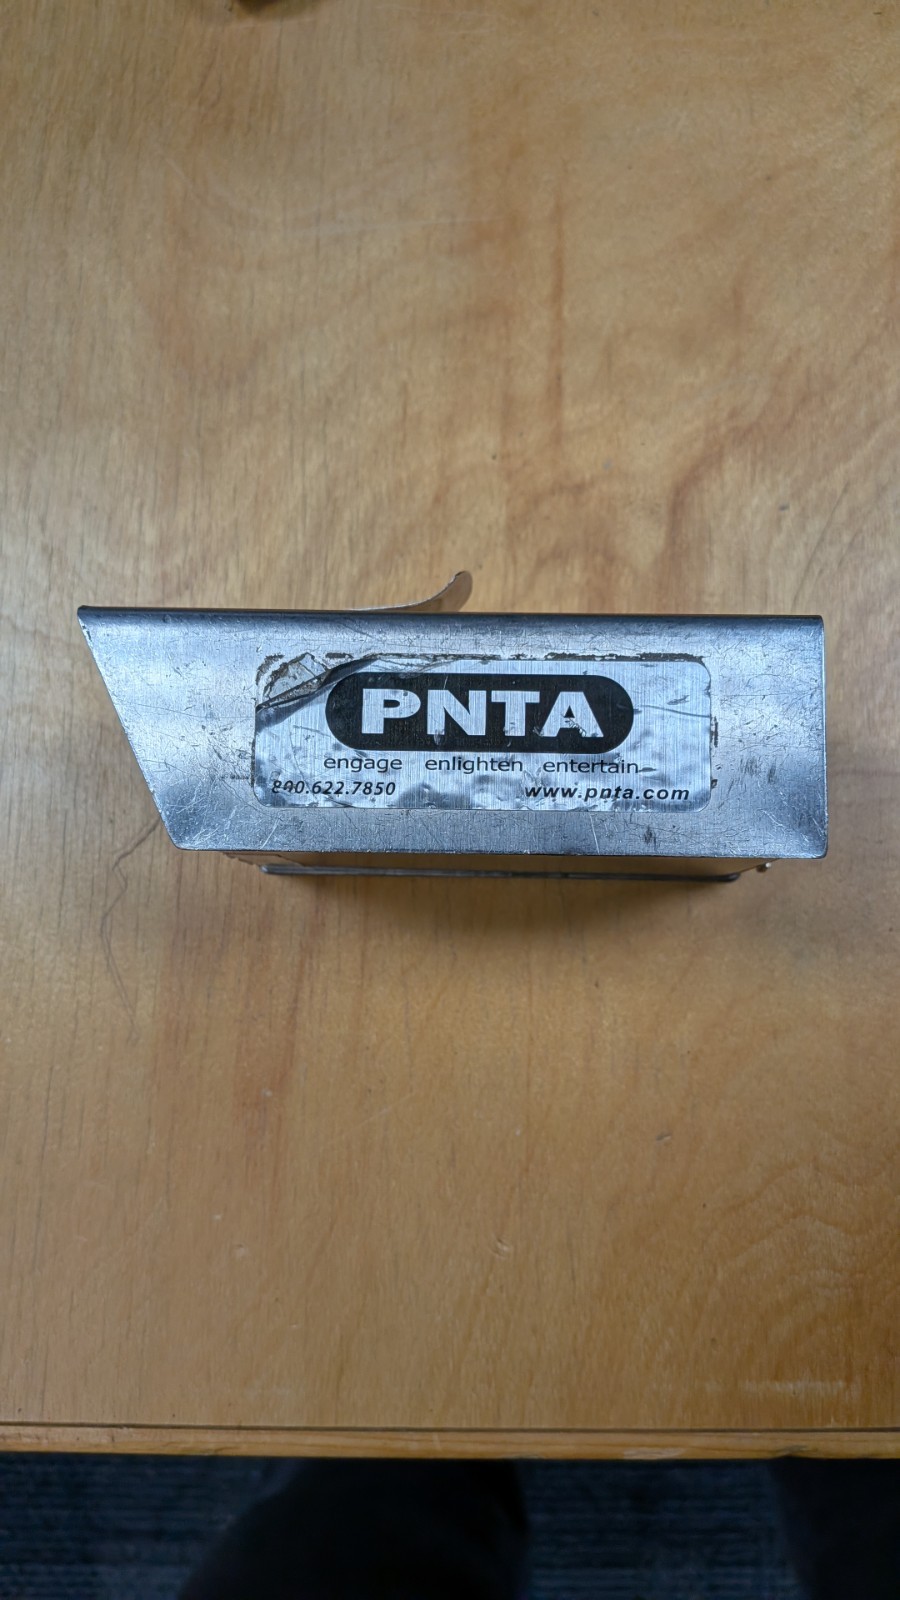 PNTA
engage enlighten entertain
800.622.7850
www.pnta.com